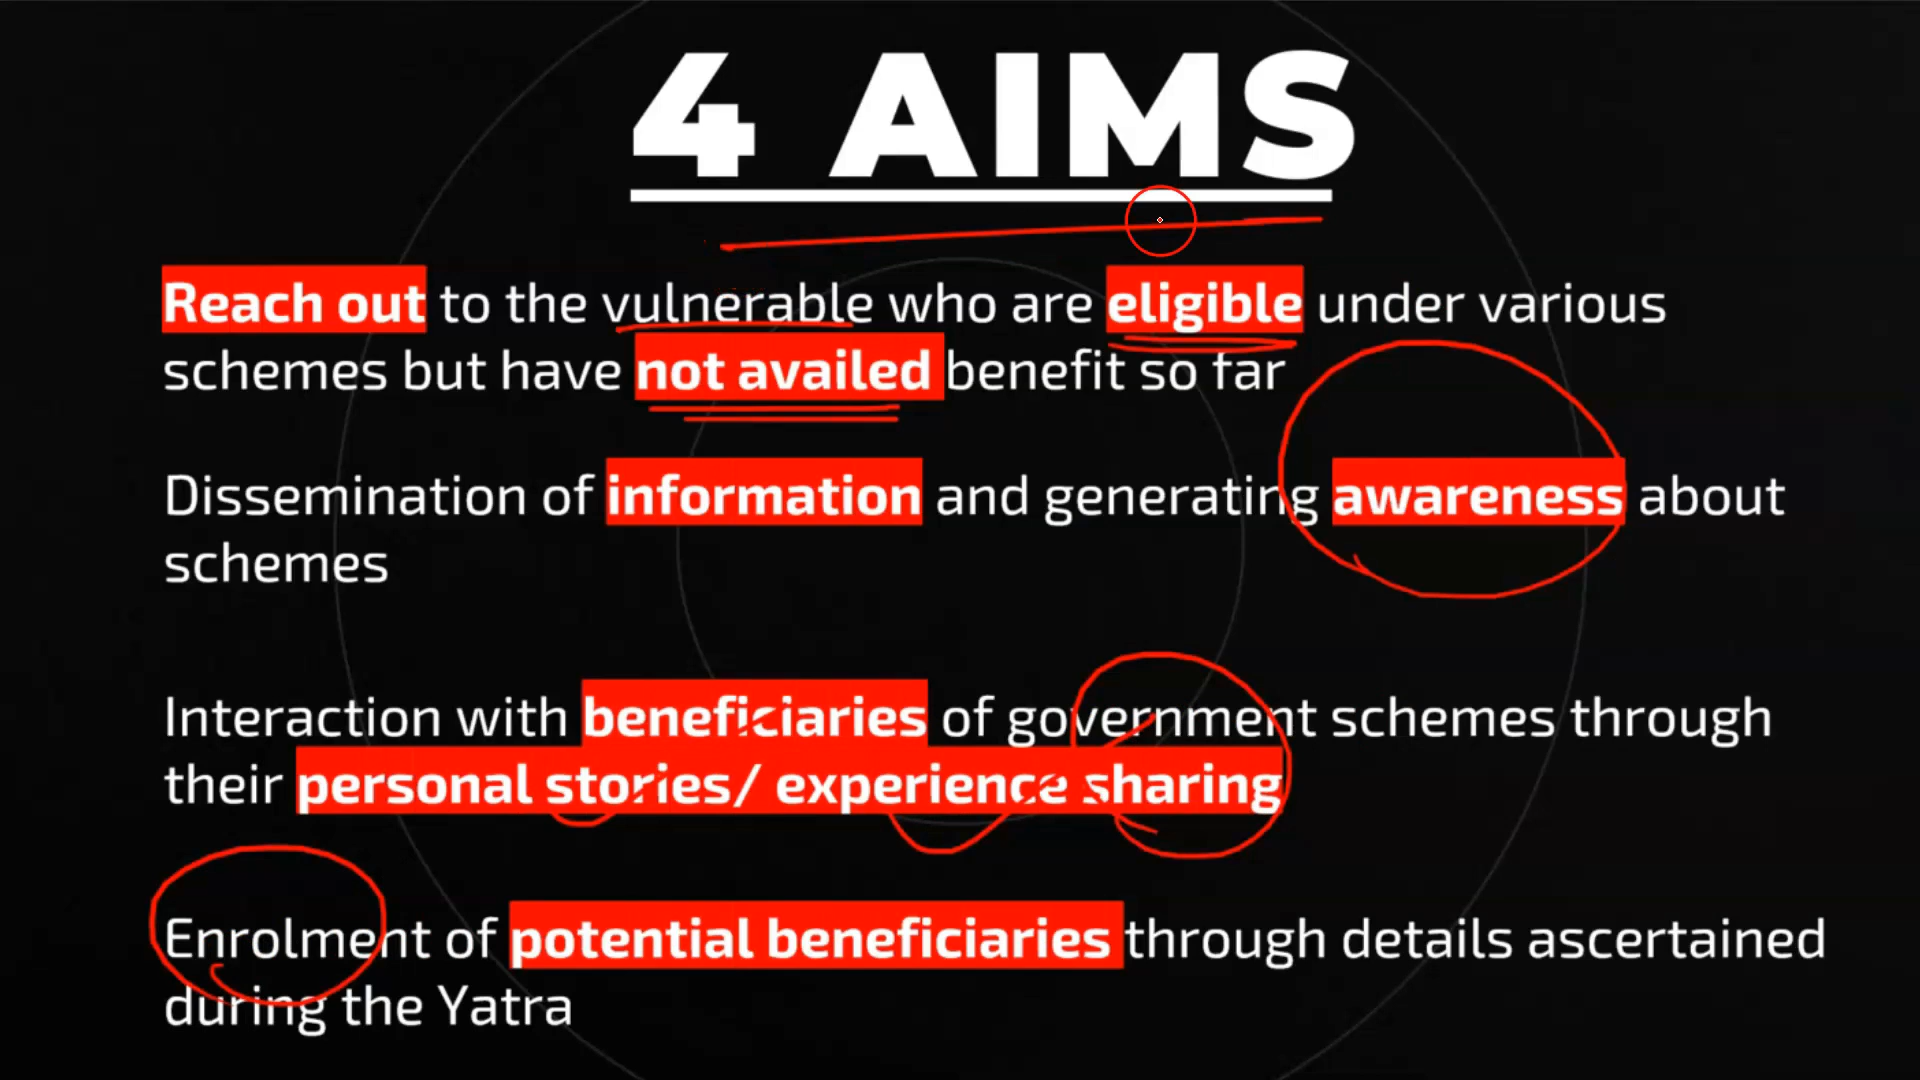 4 AIMS
Reach out to the vulnerable who are eligible under various
schemes but have not availed benefit so far
Dissemination of information and generating awareness about
schemes
Interaction with beneficiaries of government schemes through
their personal stories/ experience sharing
Enrolment of potential beneficiaries through details ascertained
during the Yatra